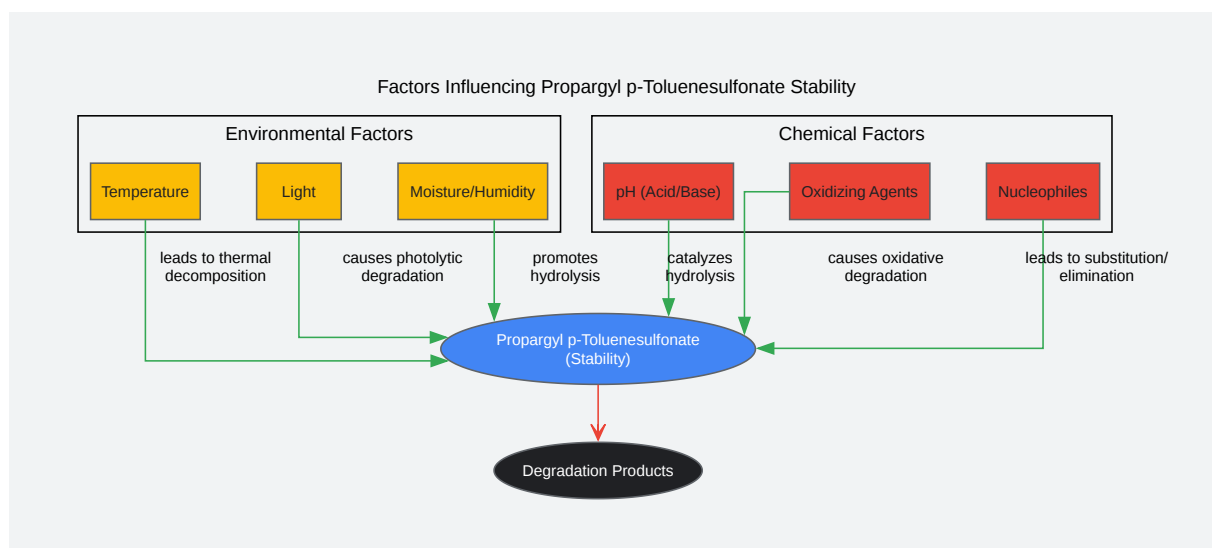 Factors Influencing Propargyl p-Toluenesulfonate Stability
Environmental Factors
Chemical Factors
Temperature
Light
Moisture/Humidity
pH (Acid/Base)
Oxidizing Agents
Nucleophiles
leads to thermal
decomposition
causes photolytic
degradation
promotes
hydrolysis
catalyzes
hydrolysis
causes oxidative
degradation
leads to substitution/
elimination
Propargyl p-Toluenesulfonate
(Stability)
Degradation Products